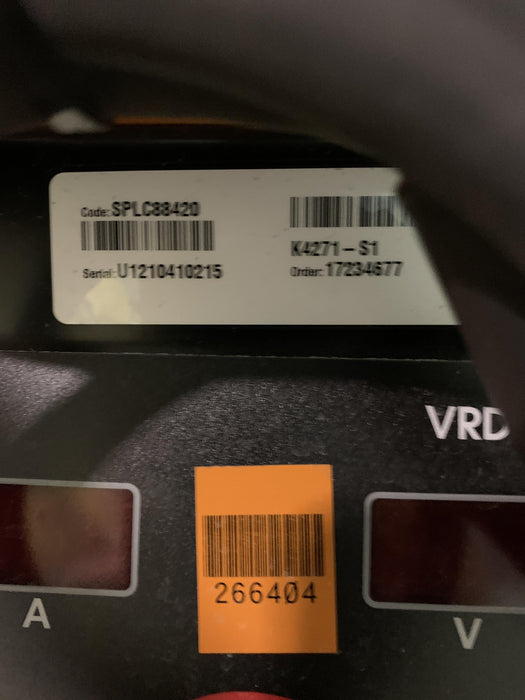 Code: SPLC88420
Serial: U1210410215
K4271-S1
Order: 17234677
VRD
266404
A
V